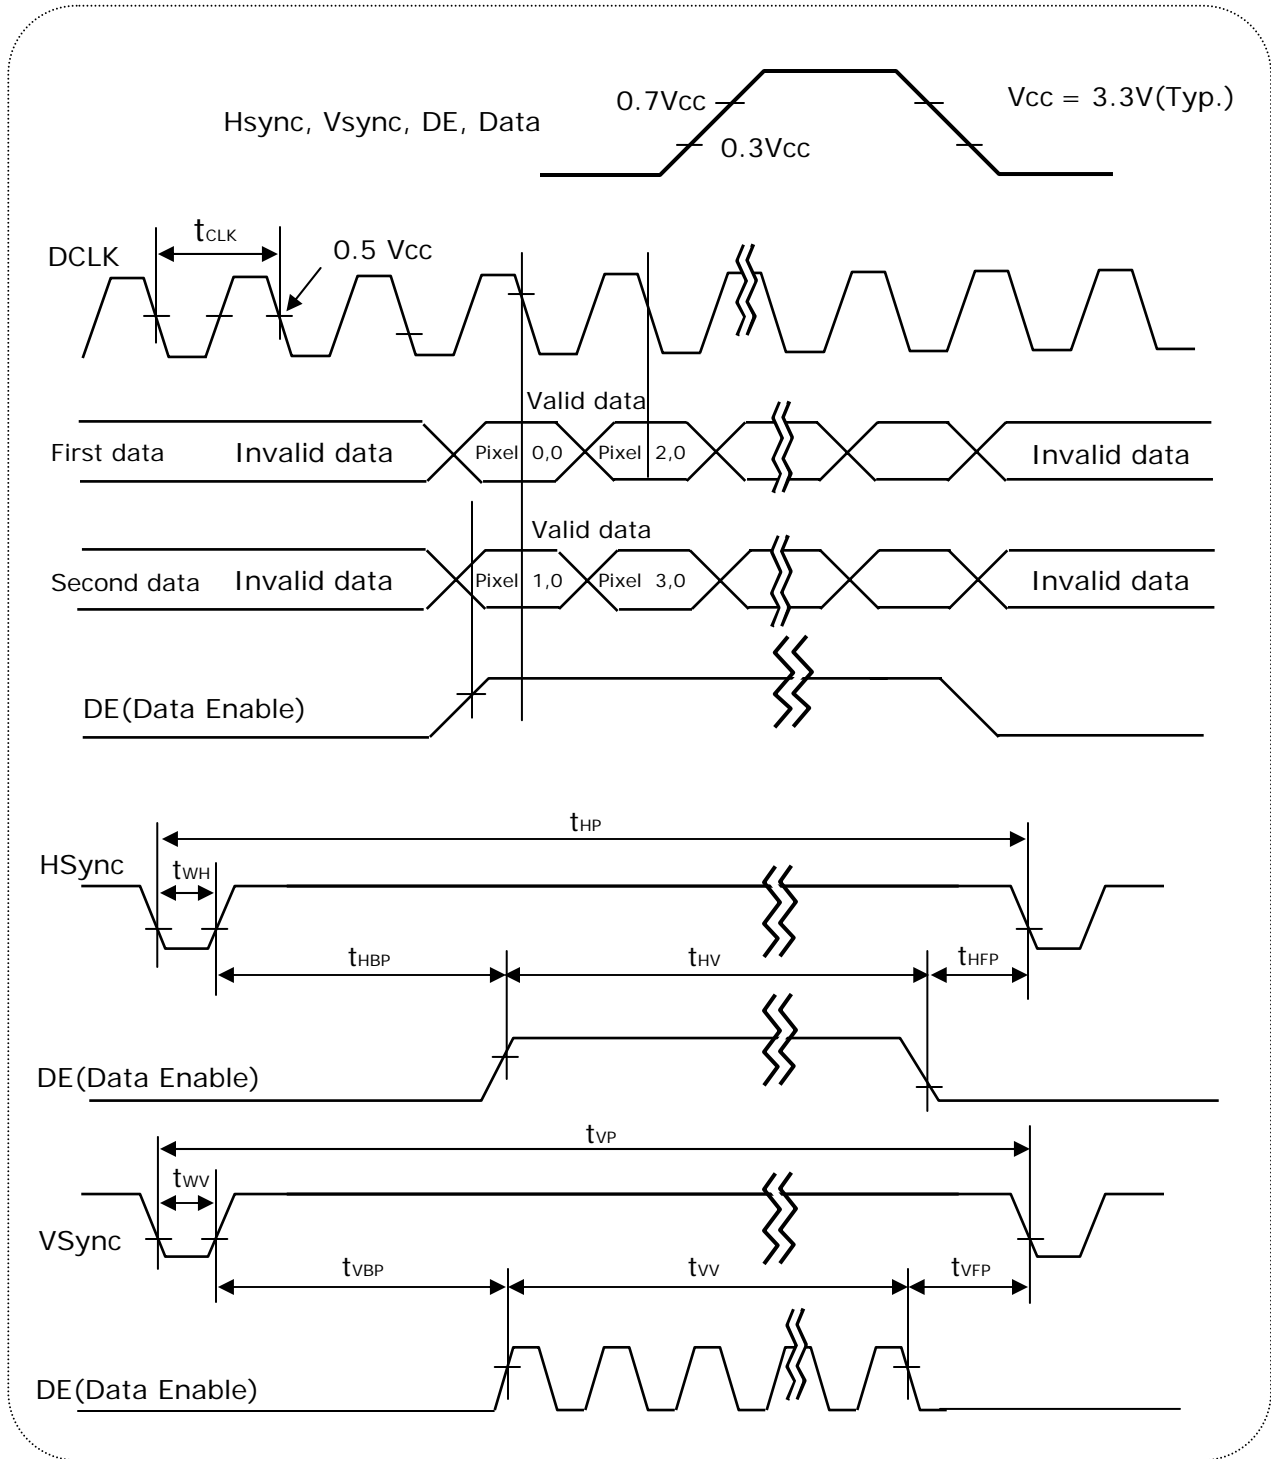 0.7Vcc
Vcc = 3.3V(Typ.)
Hsync, Vsync, DE, Data
0.3Vcc
tCLK
DCLK
0.5 Vcc
Valid data
First data
Invalid data
Pixel 0,0
Pixel 2,0
Invalid data
Valid data
Second data
Invalid data
Pixel 1,0
Pixel 3,0
Invalid data
DE(Data Enable)
tHP
HSync
tWH
tHBP
tHV
tHFP
DE(Data Enable)
tVP
tWV
VSync
tVBP
tVV
tVFP
DE(Data Enable)